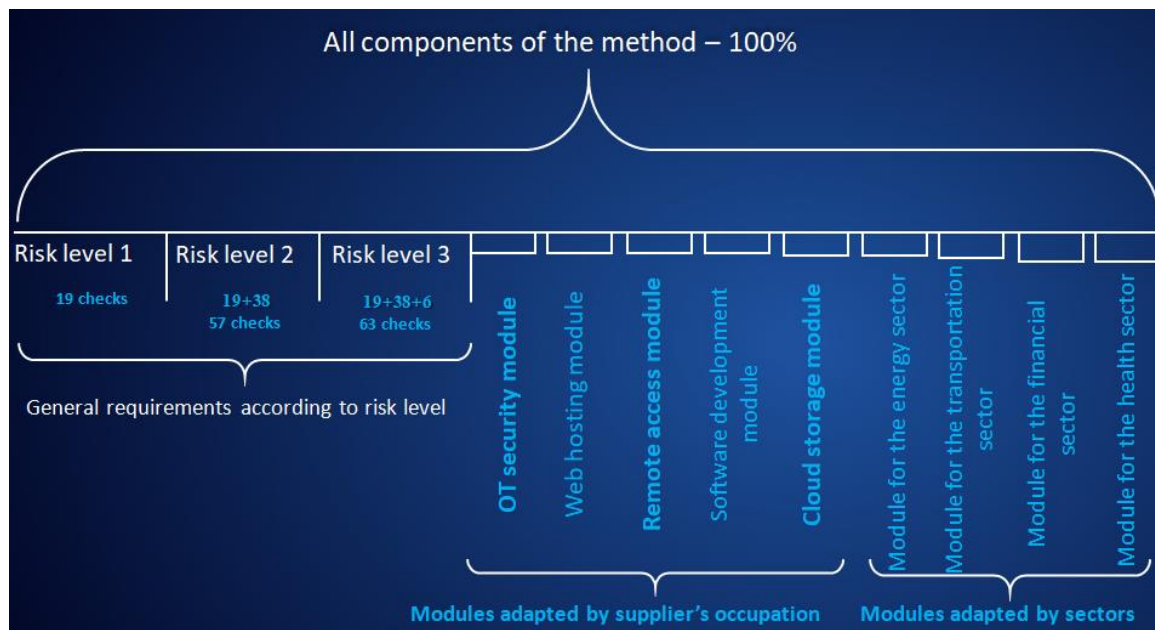 All components of the method – 100%
Risk level 1
Risk level 2
Risk level 3
19 checks
19+38
57 checks
19+38+6
63 checks
General requirements according to risk level
OT security module
Web hosting module
Remote access module
Software development
module
Cloud storage module
Module for the energy sector
Module for the transportation
sector
Module for the financial
sector
Module for the health sector
Modules adapted by supplier’s occupation
Modules adapted by sectors